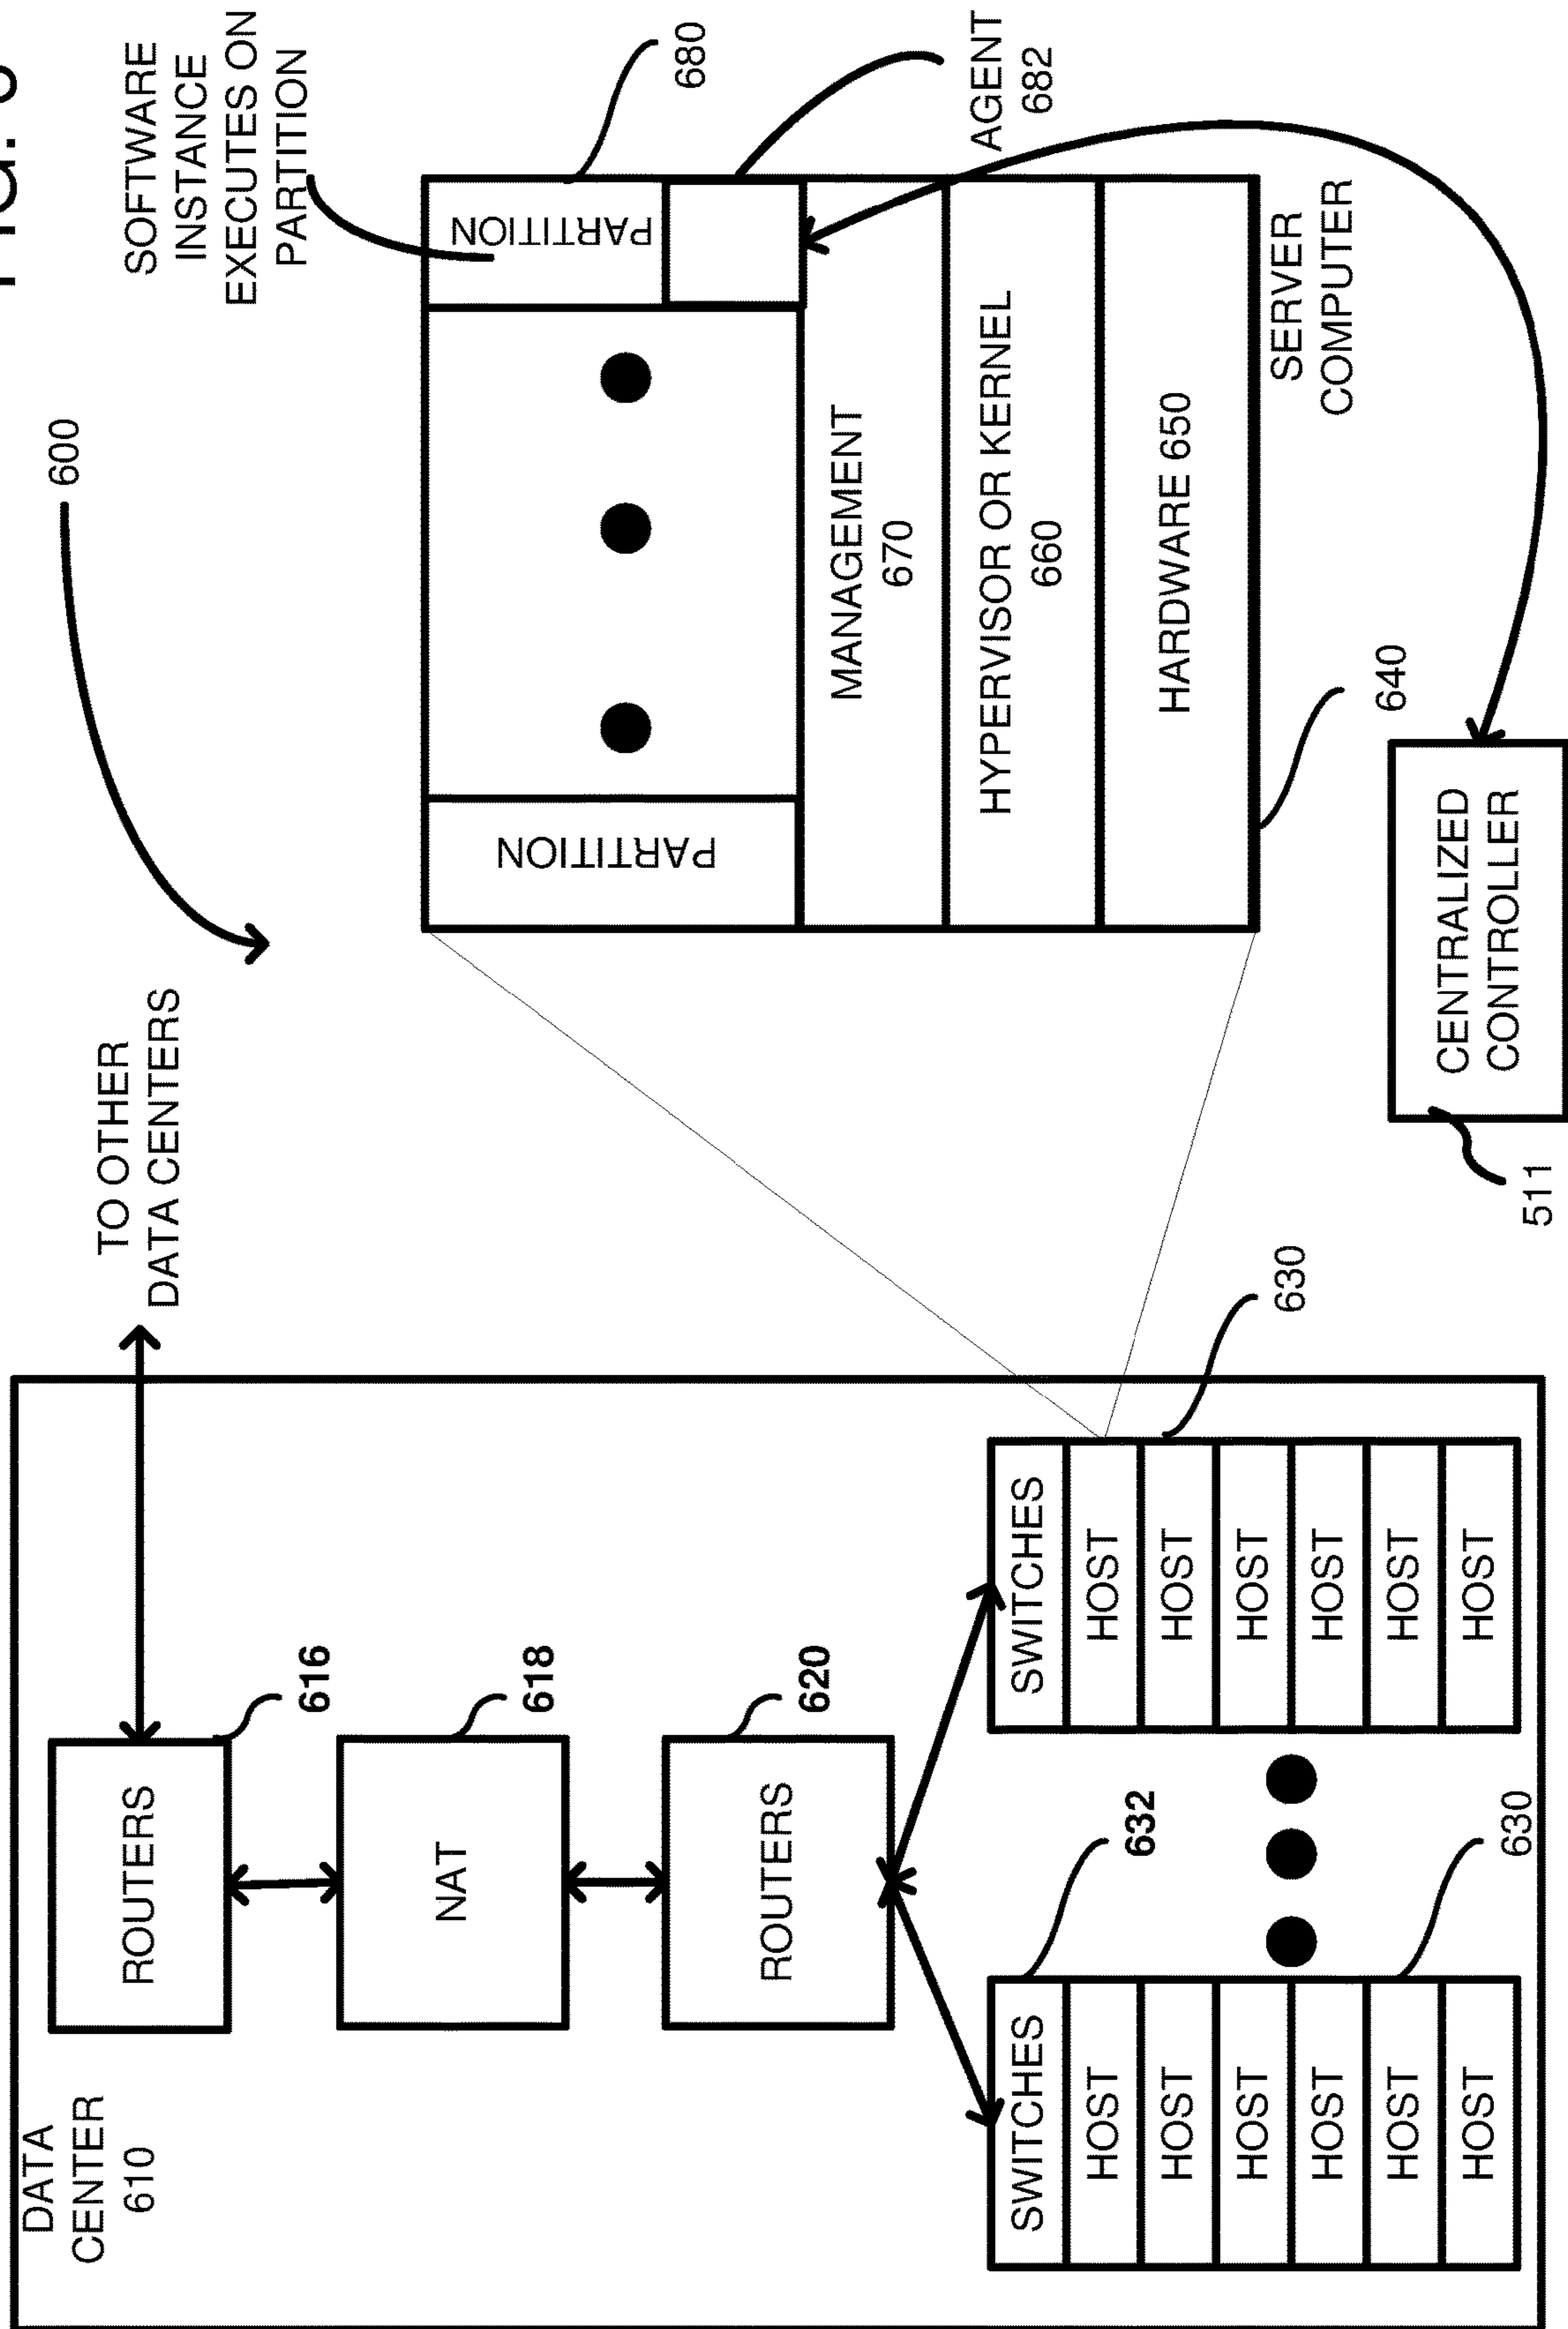 600
DATA
CENTER
610
TO OTHER
DATA CENTERS
ROUTERS
616
NAT
618
ROUTERS
620
SWITCHES
632
HOST
HOST
HOST
HOST
HOST
HOST
630
SWITCHES
HOST
HOST
HOST
HOST
HOST
HOST
630
SOFTWARE
INSTANCE
EXECUTES ON
PARTITION
PARTITION
PARTITION
680
AGENT
682
MANAGEMENT
670
HYPERVISOR OR KERNEL
660
HARDWARE 650
SERVER
COMPUTER
640
CENTRALIZED
CONTROLLER
511